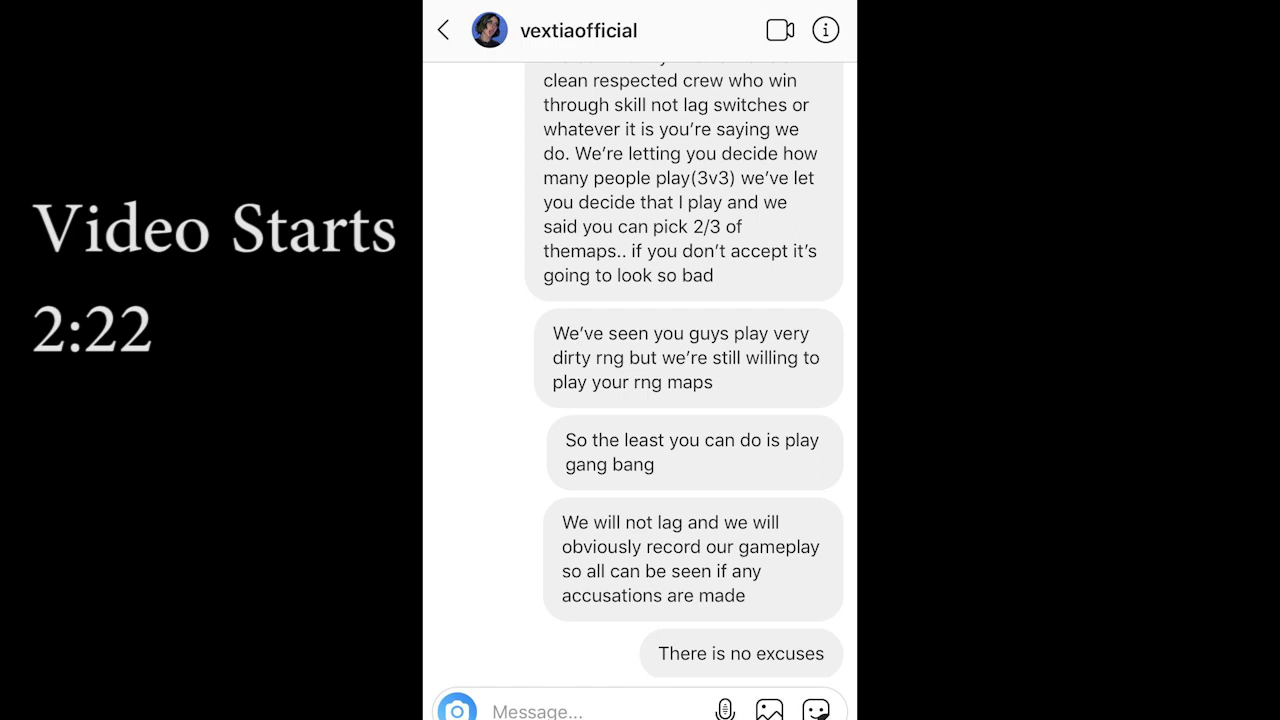 vextiaofficial
clean respected crew who win
through skill not lag switches or
whatever it is you’re saying we
do. We’re letting you decide how
many people play(3v3) we’ve let
you decide that I play and we
said you can pick 2/3 of
themaps.. if you don’t accept it’s
going to look so bad
We’ve seen you guys play very
dirty rng but we’re still willing to
play your rng maps
So the least you can do is play
gang bang
We will not lag and we will
obviously record our gameplay
so all can be seen if any
accusations are made
There is no excuses
Message...
Video Starts
2:22